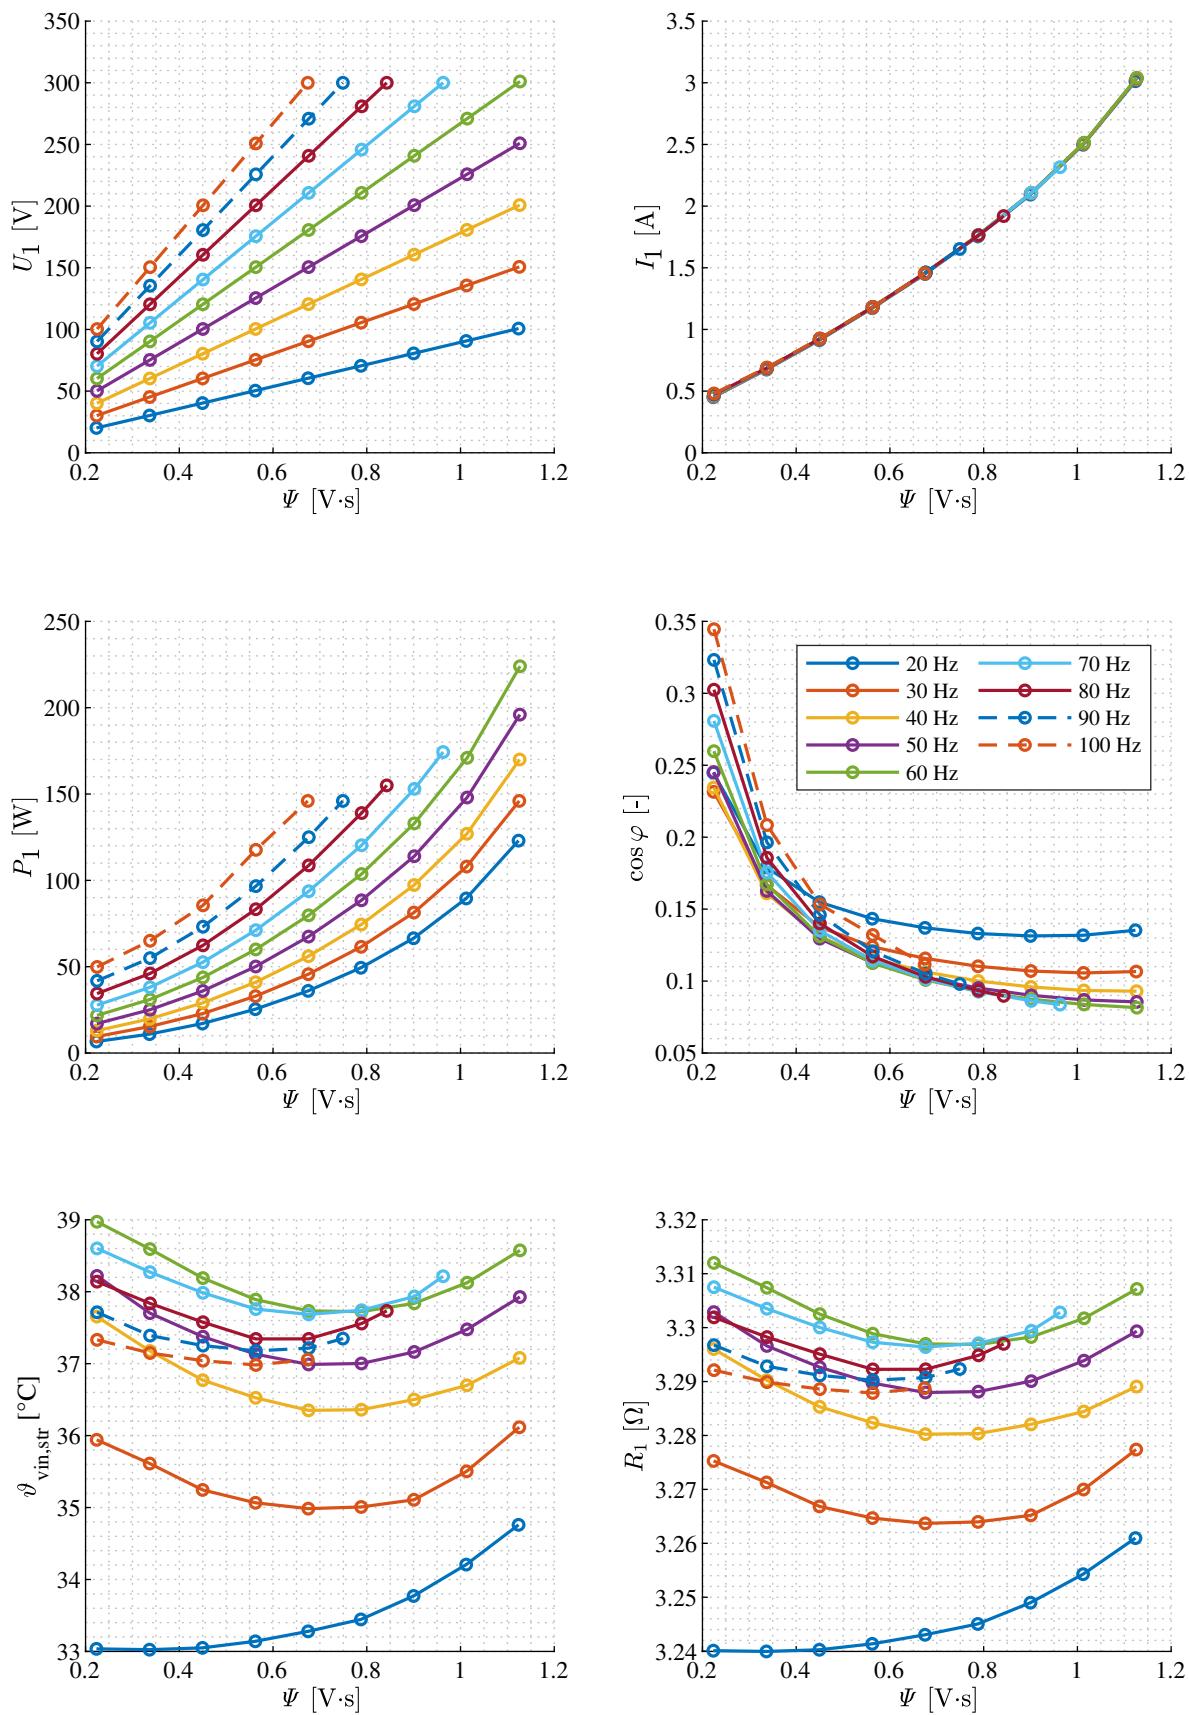 350
300
250
200
150
100
50
0
U1 [V]
0.2 0.4 0.6 0.8 1 1.2
Ψ [V·s]
3.5
3
2.5
2
1.5
1
0.5
0
I1 [A]
0.2 0.4 0.6 0.8 1 1.2
Ψ [V·s]
250
200
150
100
50
0
P1 [W]
0.2 0.4 0.6 0.8 1 1.2
Ψ [V·s]
0.35
0.3
0.25
0.2
0.15
0.1
0.05
cos φ [-]
20 Hz
30 Hz
40 Hz
50 Hz
60 Hz
70 Hz
80 Hz
90 Hz
100 Hz
0.2 0.4 0.6 0.8 1 1.2
Ψ [V·s]
39
38
37
36
35
34
33
ϑvin,str [°C]
0.2 0.4 0.6 0.8 1 1.2
Ψ [V·s]
3.32
3.31
3.3
3.29
3.28
3.27
3.26
3.25
3.24
R1 [Ω]
0.2 0.4 0.6 0.8 1 1.2
Ψ [V·s]